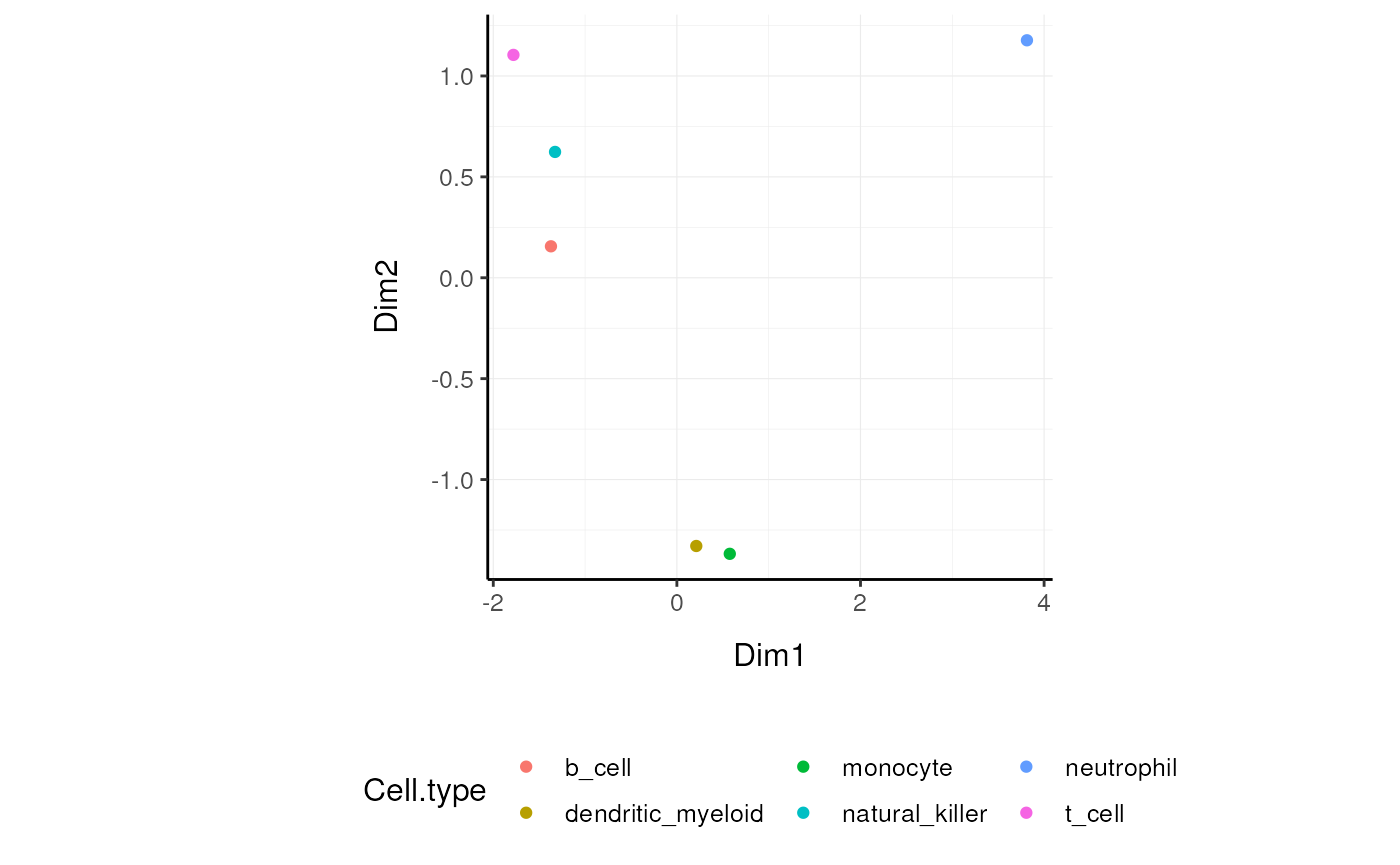 1.0
0.5
0.0
-0.5
-1.0
Dim2
-2 0 2 4
Dim1
Cell.type
b_cell monocyte neutrophil
dendritic_myeloid natural_killer t_cell